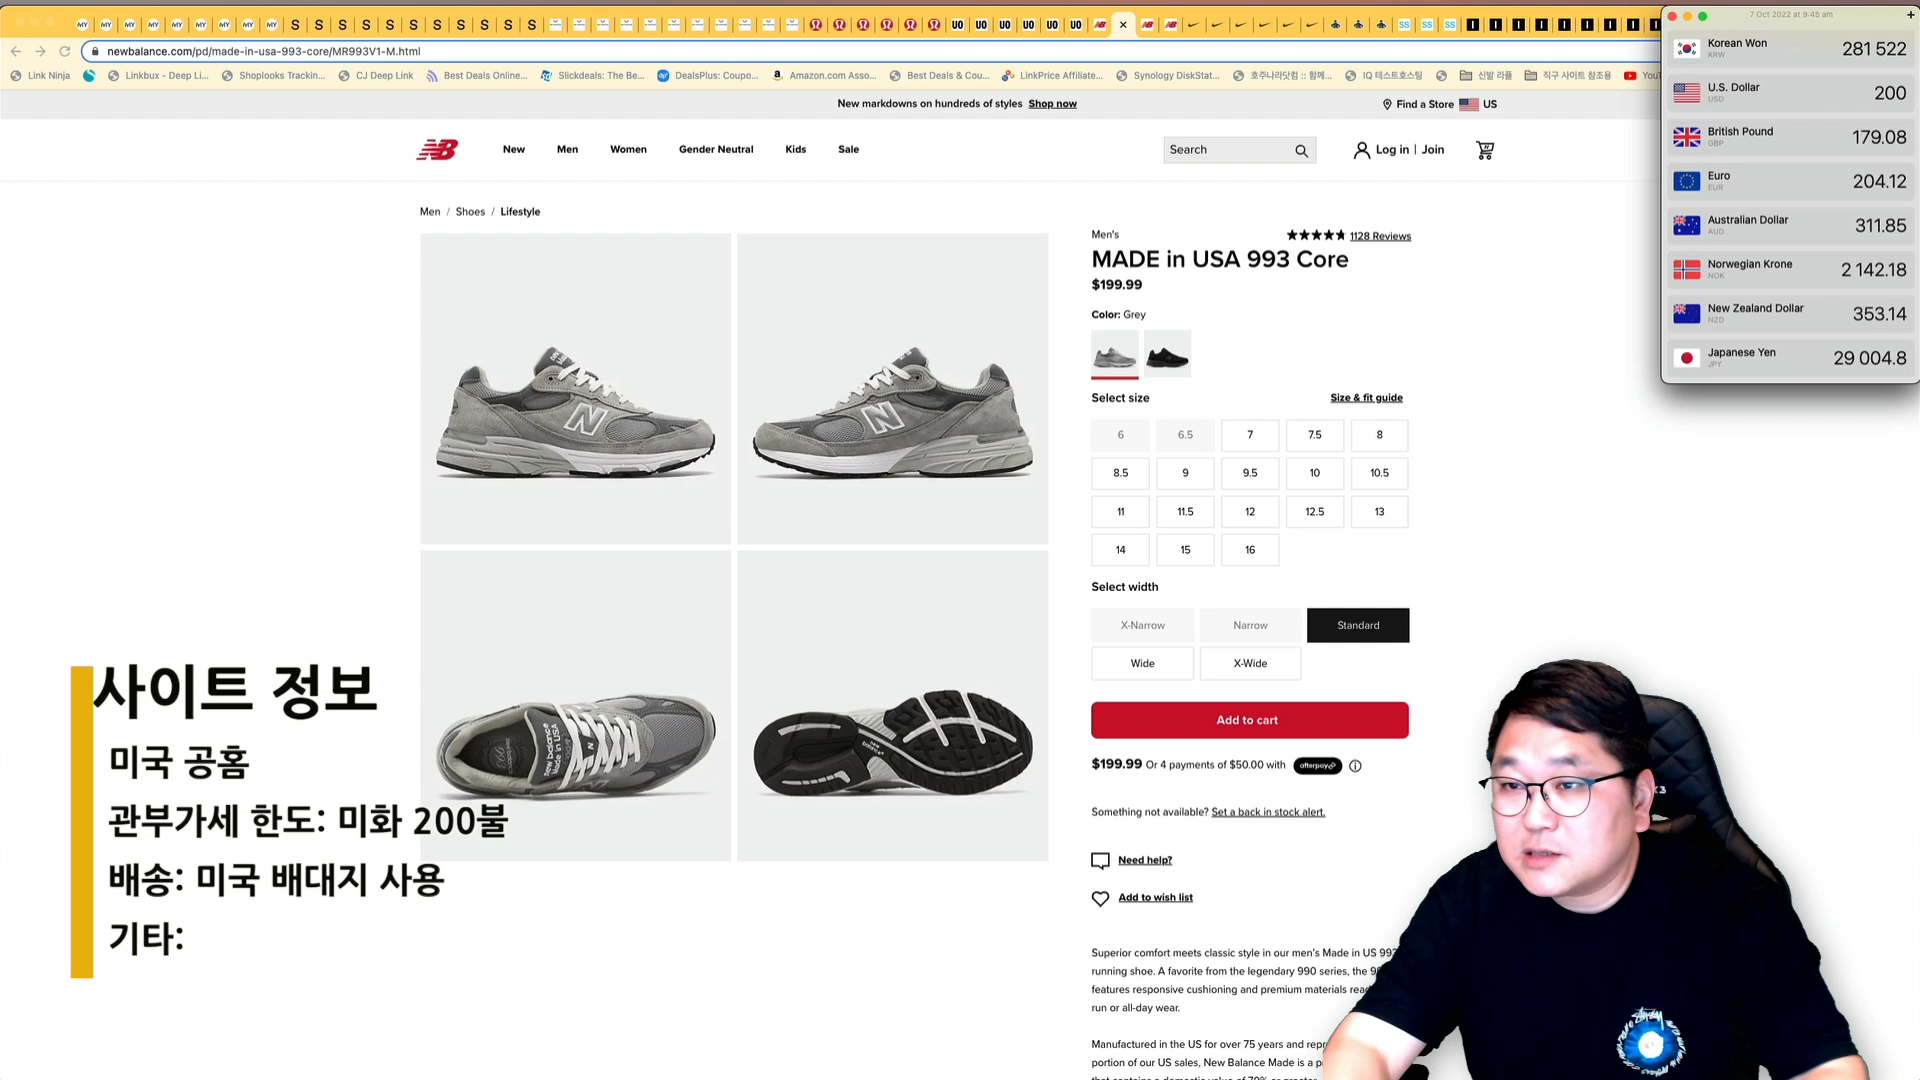 7 Oct 2022 at 9:45 am
newbalance.com/pd/made-in-usa-993-core/MR993V1-M.html
Link Ninja
Linkbux - Deep Li...
Shoplooks Trackin...
CJ Deep Link
Best Deals Online...
Slickdeals: The Be...
DealsPlus: Coupo...
Amazon.com Asso...
Best Deals & Cou...
LinkPrice Affiliate...
Synology DiskStat...
호주나라닷컴 :: 함께...
IQ 테스트호스팅
신발 라플
직구 사이트 참조용
New markdowns on hundreds of styles Shop now
Find a Store US
New Men Women Gender Neutral Kids Sale
Search
Log in | Join
Men / Shoes / Lifestyle
Men's
1128 Reviews
MADE in USA 993 Core
$199.99
Color: Grey
Select size
Size & fit guide
6 6.5 7 7.5 8
8.5 9 9.5 10 10.5
11 11.5 12 12.5 13
14 15 16
Select width
X-Narrow Narrow Standard
Wide X-Wide
Add to cart
$199.99 Or 4 payments of $50.00 with afterpay
Something not available? Set a back in stock alert.
Need help?
Add to wish list
Superior comfort meets classic style in our men's Made in US 993
running shoe. A favorite from the legendary 990 series, the
features responsive cushioning and premium materials
run or all-day wear.
Manufactured in the US for over 75 years and
portion of our US sales, New Balance Made is a
Korean Won
KRW
281 522
U.S. Dollar
USD
200
British Pound
GBP
179.08
Euro
EUR
204.12
Australian Dollar
AUD
311.85
Norwegian Krone
NOK
2 142.18
New Zealand Dollar
NZD
353.14
Japanese Yen
JPY
29 004.8
사이트 정보
미국 공홈
관부가세 한도: 미화 200불
배송: 미국 배대지 사용
기타: